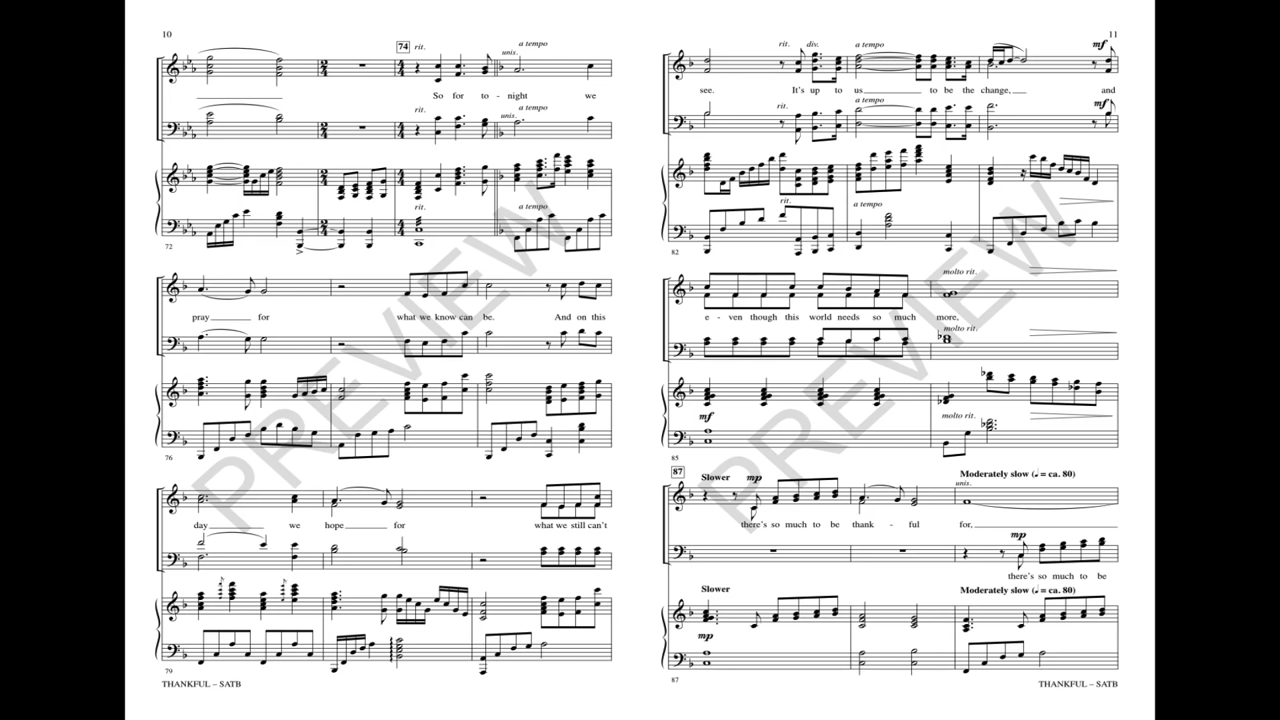 10
74 rit. unis. a tempo
So for to - night we
rit. unis. a tempo
rit. a tempo
72
pray for what we know can be. And on this
76
day we hope for what we still can't
79
THANKFUL – SATB
11
rit. div. a tempo mf
see. It's up to us to be the change, and
rit. a tempo mf
rit. a tempo
82
molto rit.
e - ven though this world needs so much more,
molto rit.
mf molto rit.
85
87 Slower mp Moderately slow (♩ = ca. 80)
unis.
there's so much to be thank - ful for,
mp
there's so much to be
Slower Moderately slow (♩ = ca. 80)
mp
87
THANKFUL – SATB
PREVIEW
PREVIEW